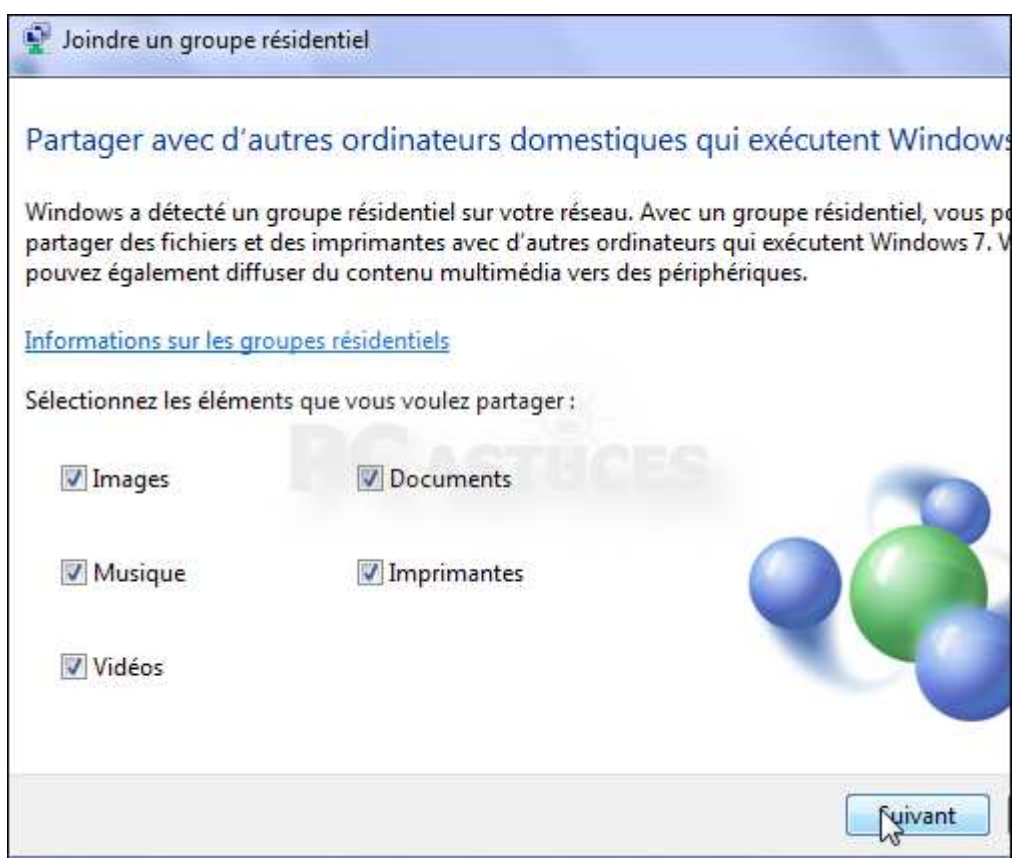 Joindre un groupe résidentiel
Partager avec d'autres ordinateurs domestiques qui exécutent Windows
Windows a détecté un groupe résidentiel sur votre réseau. Avec un groupe résidentiel, vous
partager des fichiers et des imprimantes avec d'autres ordinateurs qui exécutent Windows 7.
pouvez également diffuser du contenu multimédia vers des périphériques.
Informations sur les groupes résidentiels
Sélectionnez les éléments que vous voulez partager :
PC ASTUCES
Images
Documents
Musique
Imprimantes
Vidéos
Suivant